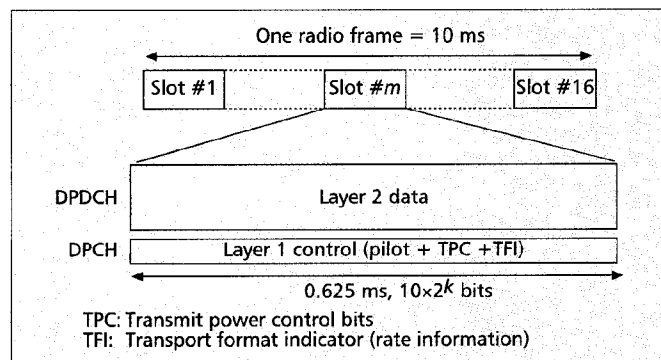 One radio frame = 10 ms
Slot #1
Slot #m
Slot #16
DPDCH
Layer 2 data
DPCH
Layer 1 control (pilot + TPC +TFI)
0.625 ms, 10×2^k bits
TPC: Transmit power control bits
TFI: Transport format indicator (rate information)